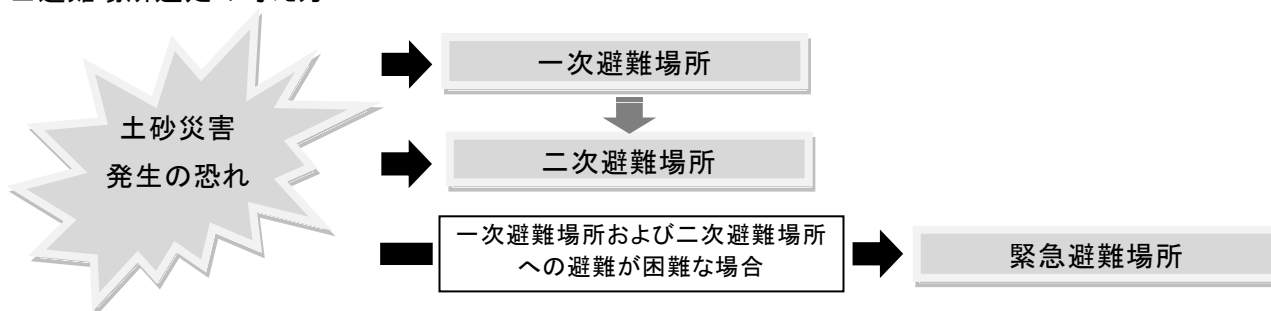 一次避難場所
土砂災害
発生の恐れ
二次避難場所
一次避難場所および二次避難場所
への避難が困難な場合
緊急避難場所